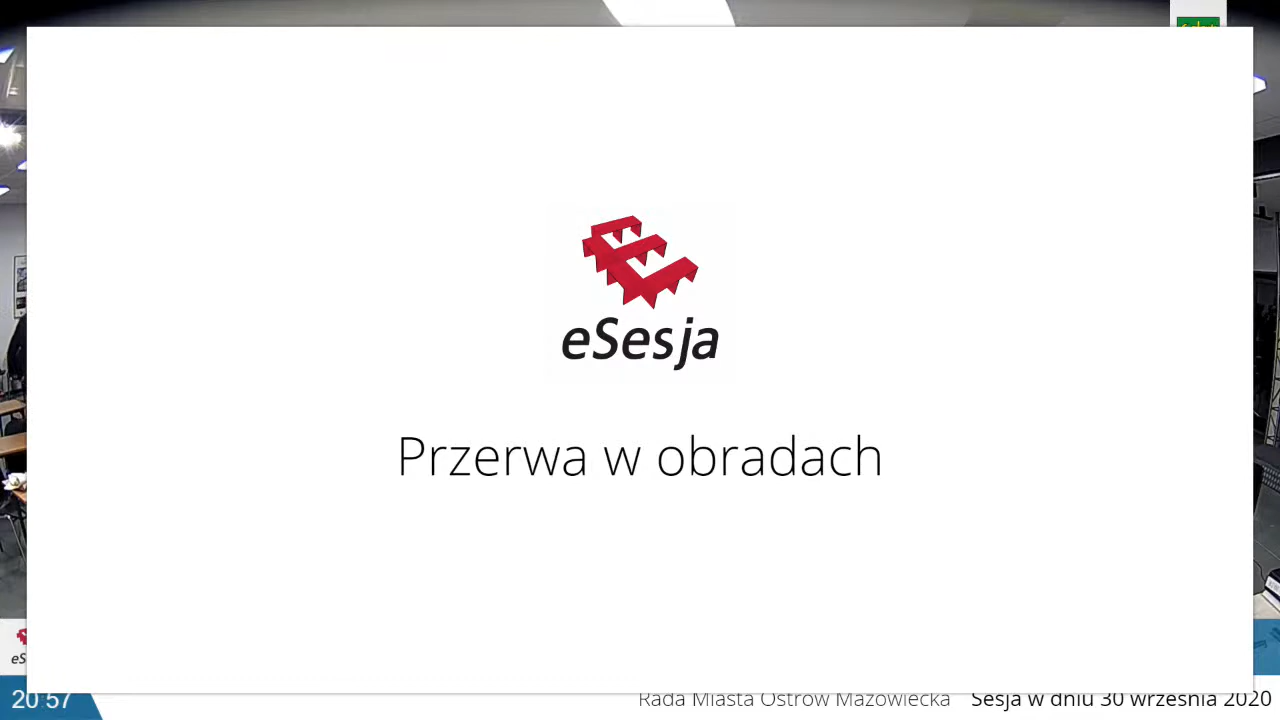 eSesja
Przerwa w obradach
20:57
Rada Miasta Ostrów Mazowiecka Sesja w dniu 30 września 2020